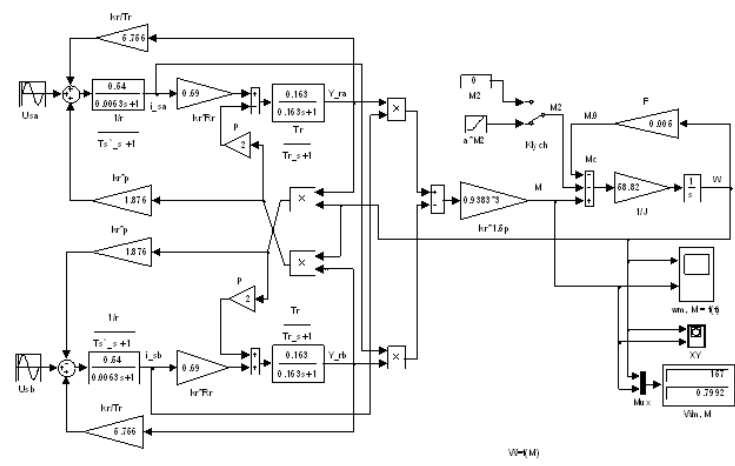 kr/Tr
5.766
Usa
0.64
0.0063s+1
i_sa
1/r
Ts`_s +1
0.69
kr*Rr
P
2
0.163
0.163s+1
Y_ra
Tr
Tr_s+1
kr*p
1.876
kr*p
1.876
0
M2
a*M2
Klych
M2
F
0.005
M.0
Mc
58.82
1/J
1
s
W
0.9383*3
M
kr*1.5p
P
2
1/r
Ts`_s +1
Usb
0.64
0.0063s+1
i_sb
0.69
kr*Rr
Tr
Tr_s+1
0.163
0.163s+1
Y_rb
kr/Tr
5.766
wm, M = f(t)
XY
Mux
167
0.7992
Wm, M
W=f(M)